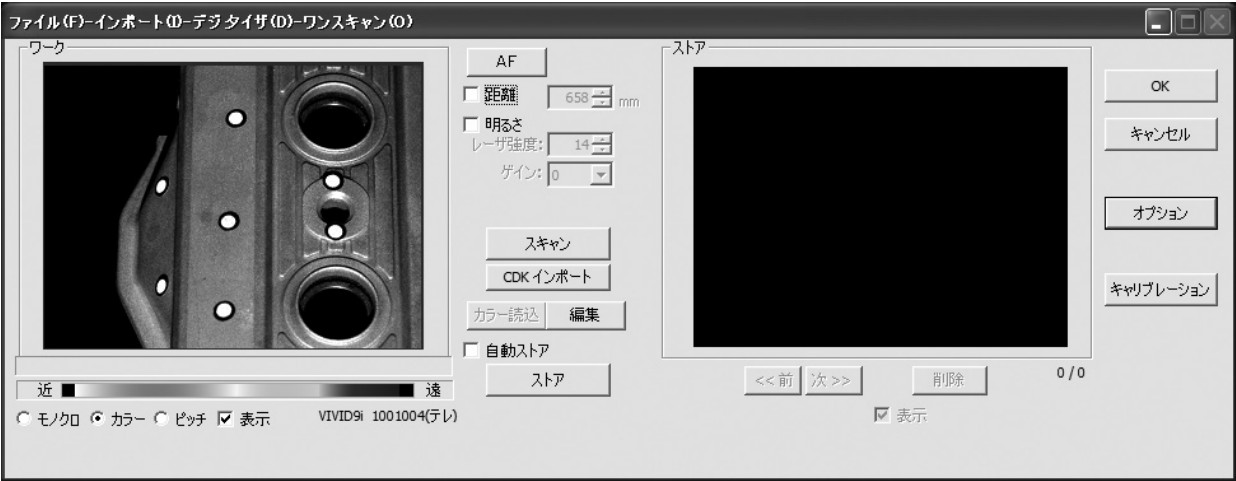 ファイル(F)-インポート(I)-デジタイザ(D)-ワンスキャン(O)
ワーク
AF
距離 658 mm
明るさ
レーザ強度: 14
ゲイン: 0
スキャン
CDK インポート
カラー読込 編集
自動ストア
ストア
近 遠
モノクロ カラー ピッチ 表示 VIVID9i 1001004(テレ)
ストア
<< 前 次 >> 削除 0 / 0
表示
OK
キャンセル
オプション
キャリブレーション